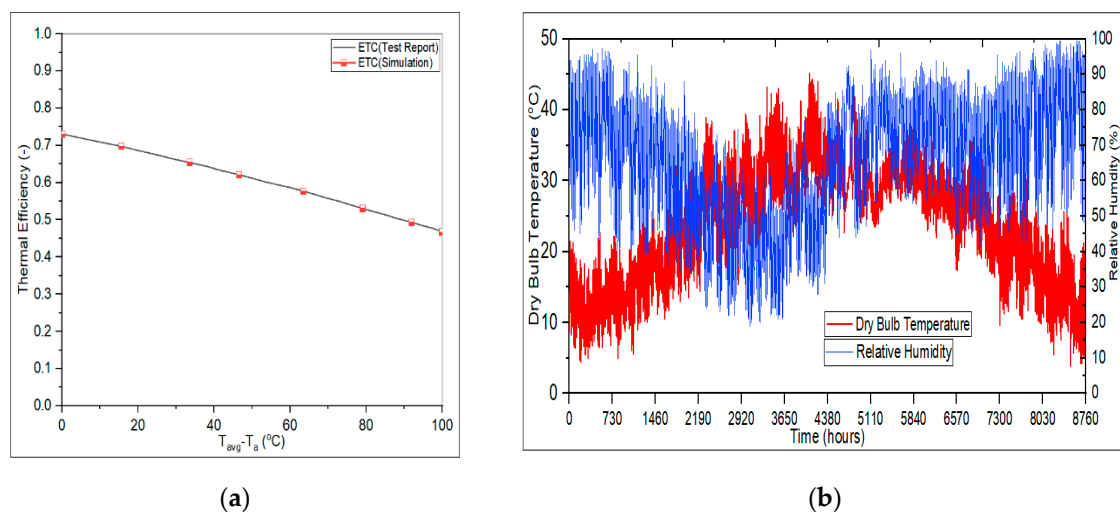 1.0
0.9
0.8
0.7
0.6
0.5
0.4
0.3
0.2
0.1
0.0
Thermal Efficiency (-)
ETC(Test Report)
ETC(Simulation)
0 20 40 60 80 100
Tavg-Ta (°C)
(a)
50
40
30
20
10
0
Dry Bulb Temperature (°C)
100
90
80
70
60
50
40
30
20
10
0
Relative Humidity (%)
Dry Bulb Temperature
Relative Humidity
0 730 1460 2190 2920 3650 4380 5110 5840 6570 7300 8030 8760
Time (hours)
(b)